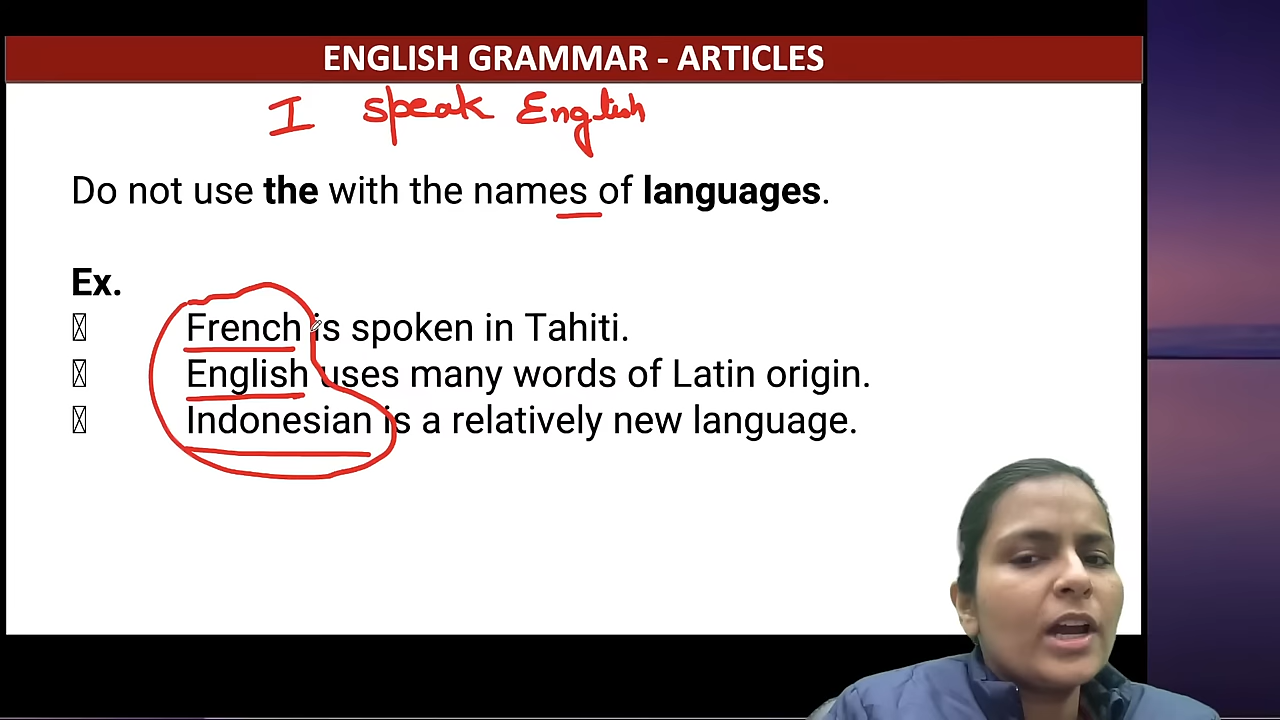 ENGLISH GRAMMAR - ARTICLES
I speak English
Do not use the with the names of languages.
Ex.
French is spoken in Tahiti.
English uses many words of Latin origin.
Indonesian is a relatively new language.